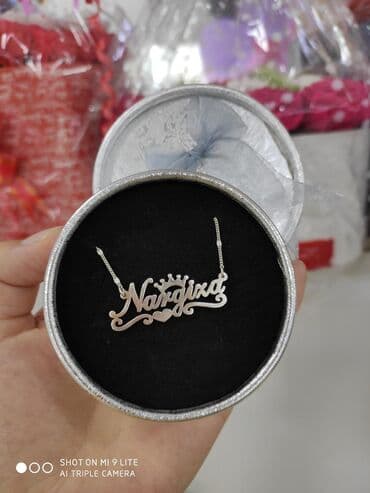 Nargiza
SHOT ON MI 9 LITE
AI TRIPLE CAMERA